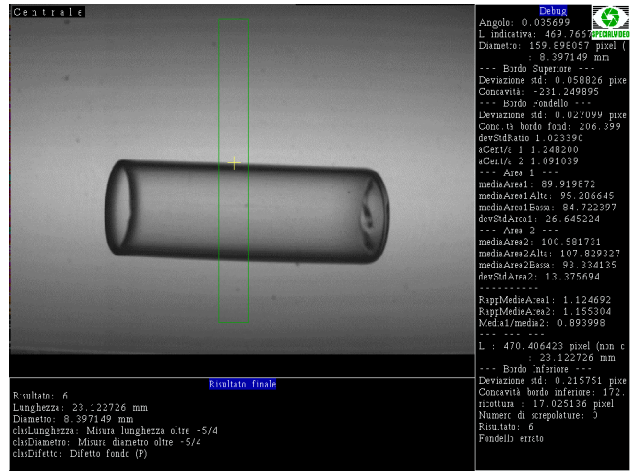 Centrale
Debug
Angolo: 0.035699
L indicativa: 469.766
SPECIALVIDEO
Diametro: 159.898057 pixel (
: 8.397149 mm
--- Bordo Superiore ---
Deviazione std: 0.058826 pixe
Concavità: -231.249895
--- Bordo Fondello ---
Deviazione std: 0.027099 pixe
Conc.tà bordo fond: 206.399
devStdRatio 1.023390
aCent/a 1 1.248200
aCent/a 2 1.091039
--- Area 1 ---
mediaArea1: 89.919872
mediaArea1Alta: 95.206645
mediaArea1Bassa: 84.722397
devStdArea1: 26.645224
--- Area 2 ---
mediaArea2: 100.581731
mediaArea2Alta: 107.829327
mediaArea2Bassa: 93.334135
devStdArea2: 13.375694
----------
RappMedieArea1: 1.124692
RappMedieArea2: 1.155304
Media1/media2: 0.893998
--- --- ---
L : 470.406423 pixel (non c
: 23.122726 mm
--- Bordo Inferiore ---
Deviazione std: 0.215751 pixe
Concavità bordo inferiore: 172.
ricottura : 17.025136 pixel
Numero di screpolature: 0
Risultato: 6
Fondello errato
Risultato finale
Risultato: 6
Lunghezza: 23.122726 mm
Diametro: 8.397149 mm
clasLunghezza: Misura lunghezza oltre -5/4
clasDiametro: Misura diametro oltre -5/4
clasDifetto: Difetto fondo (P)